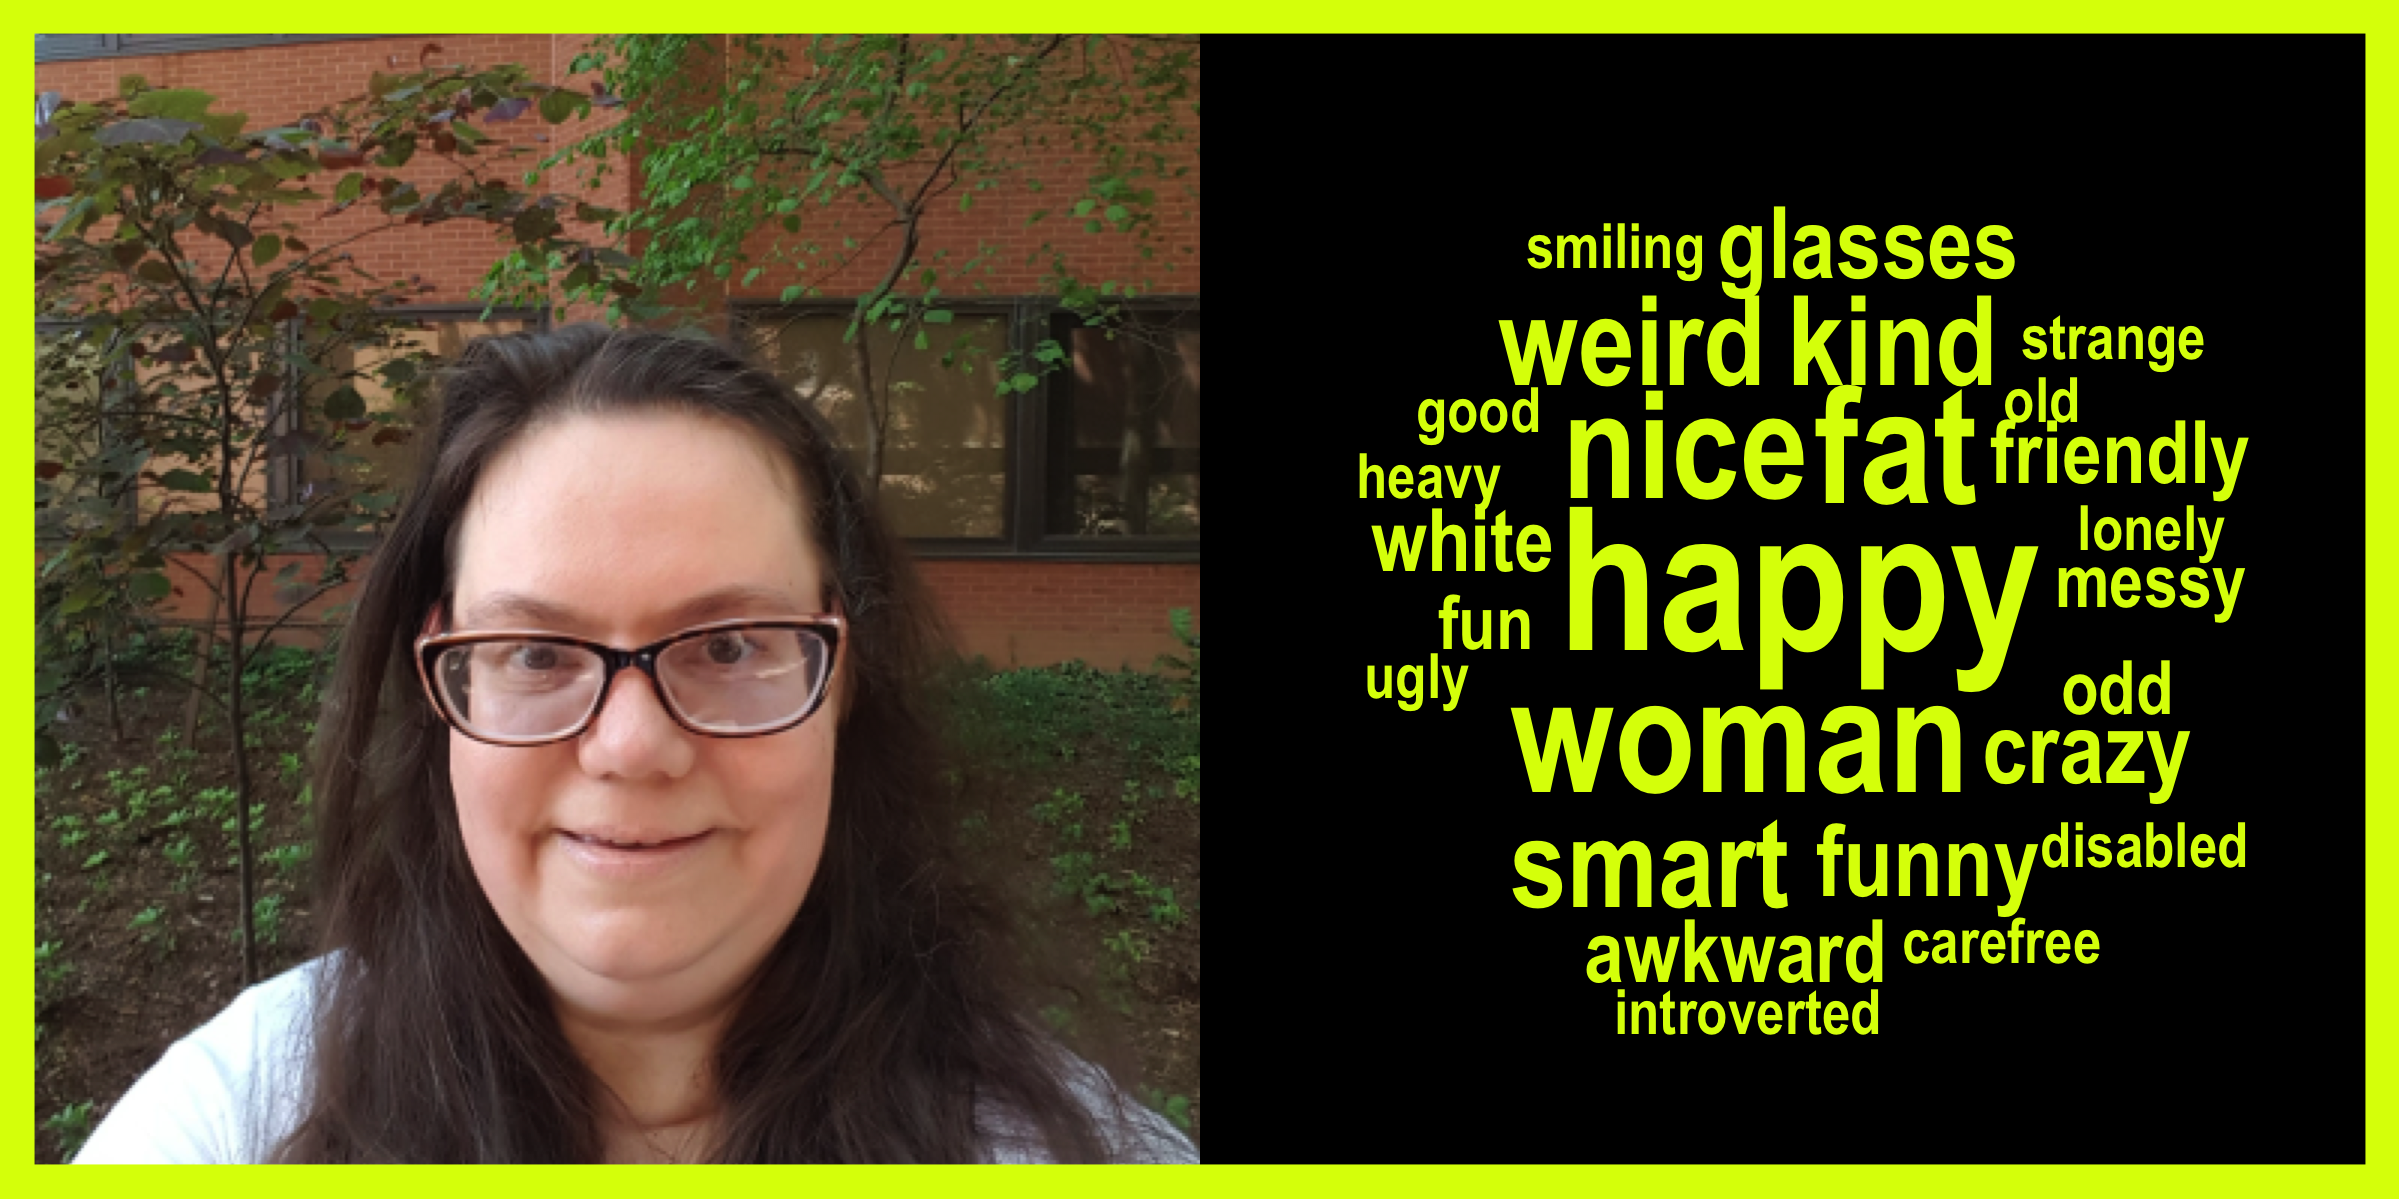 smiling glasses
weird kind strange
good nice fat old
heavy friendly
white happy lonely
fun messy
ugly
woman odd
crazy
smart funny disabled
awkward carefree
introverted